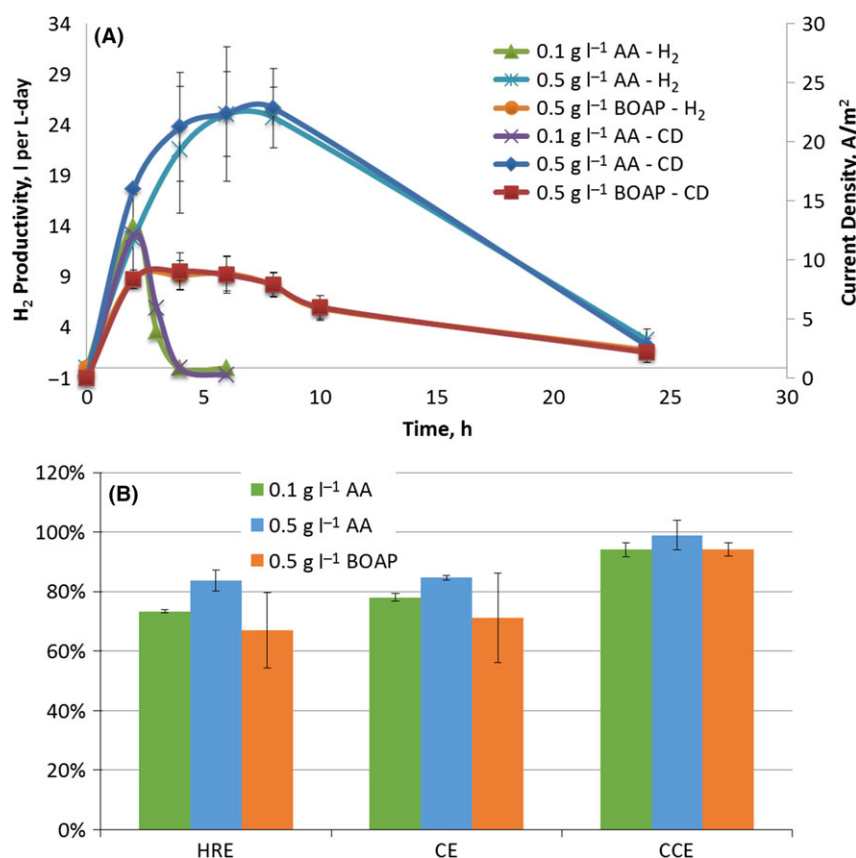 (A)
H₂ Productivity, l per L-day
34
29
24
19
14
9
4
−1
0.1 g l⁻¹ AA - H₂
0.5 g l⁻¹ AA - H₂
0.5 g l⁻¹ BOAP - H₂
0.1 g l⁻¹ AA - CD
0.5 g l⁻¹ AA - CD
0.5 g l⁻¹ BOAP - CD
30
25
20
15
10
5
0
Current Density, A/m²
0 5 10 15 20 25 30
Time, h
(B)
120%
100%
80%
60%
40%
20%
0%
0.1 g l⁻¹ AA
0.5 g l⁻¹ AA
0.5 g l⁻¹ BOAP
HRE CE CCE